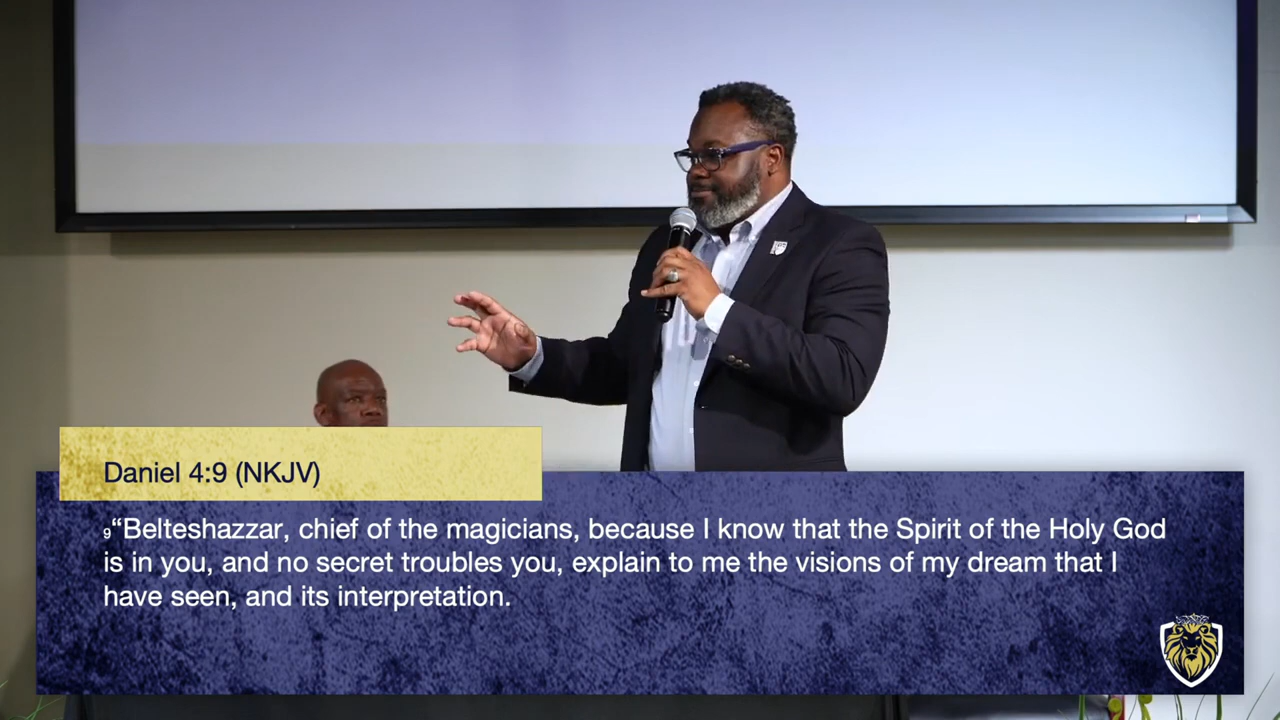 Daniel 4:9 (NKJV)
9“Belteshazzar, chief of the magicians, because I know that the Spirit of the Holy God
is in you, and no secret troubles you, explain to me the visions of my dream that I
have seen, and its interpretation.